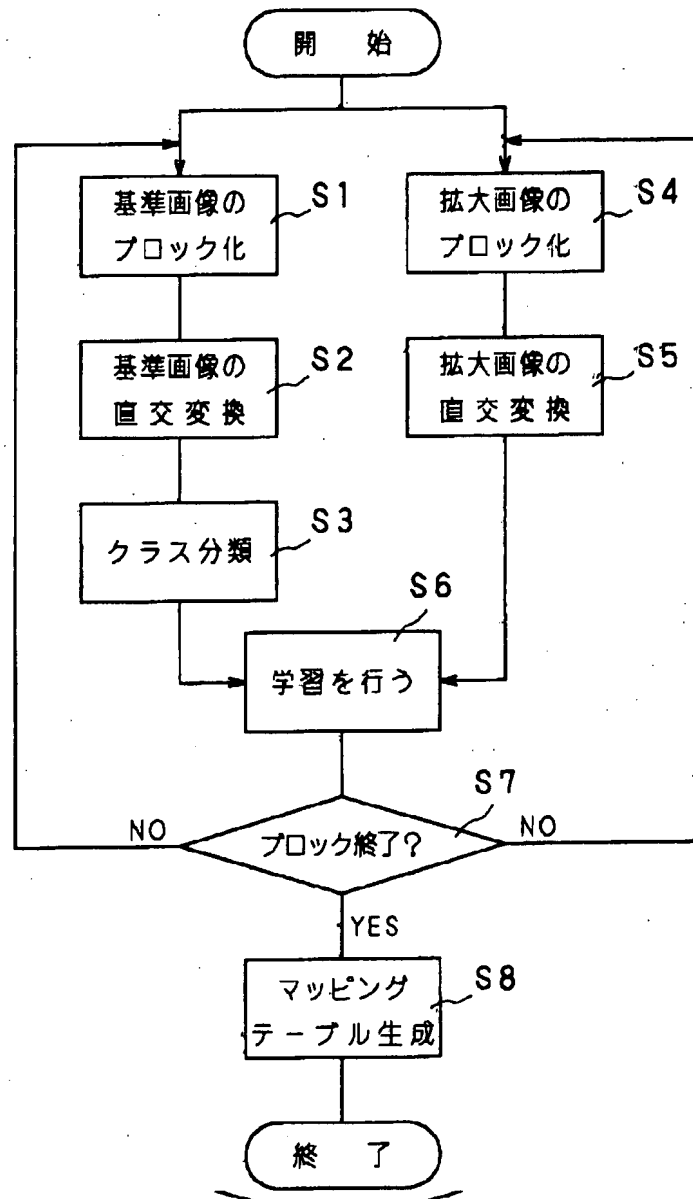 開 始
基準画像の
ブロック化
S1
拡大画像の
ブロック化
S4
基準画像の
直交変換
S2
拡大画像の
直交変換
S5
クラス分類
S3
S6
学習を行う
S7
NO
ブロック終了?
NO
YES
マッピング
テーブル生成
S8
終 了